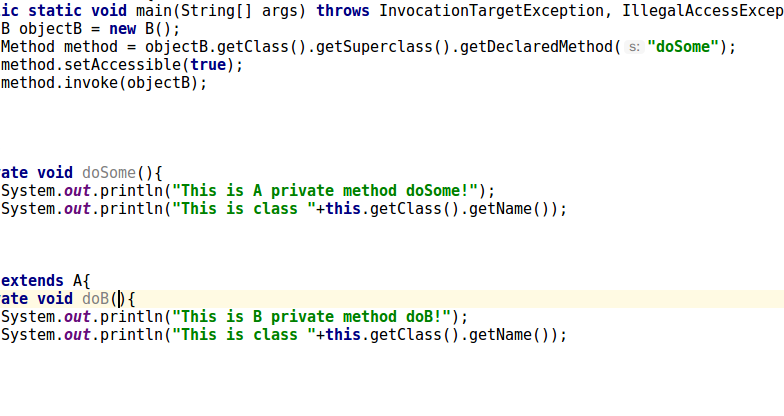 ic static void main(String[] args) throws InvocationTargetException, IllegalAccessExcep
B objectB = new B();
Method method = objectB.getClass().getSuperclass().getDeclaredMethod( s: "doSome");
method.setAccessible(true);
method.invoke(objectB);
ate void doSome(){
System.out.println("This is A private method doSome!");
System.out.println("This is class "+this.getClass().getName());
extends A{
ate void doB(){
System.out.println("This is B private method doB!");
System.out.println("This is class "+this.getClass().getName());